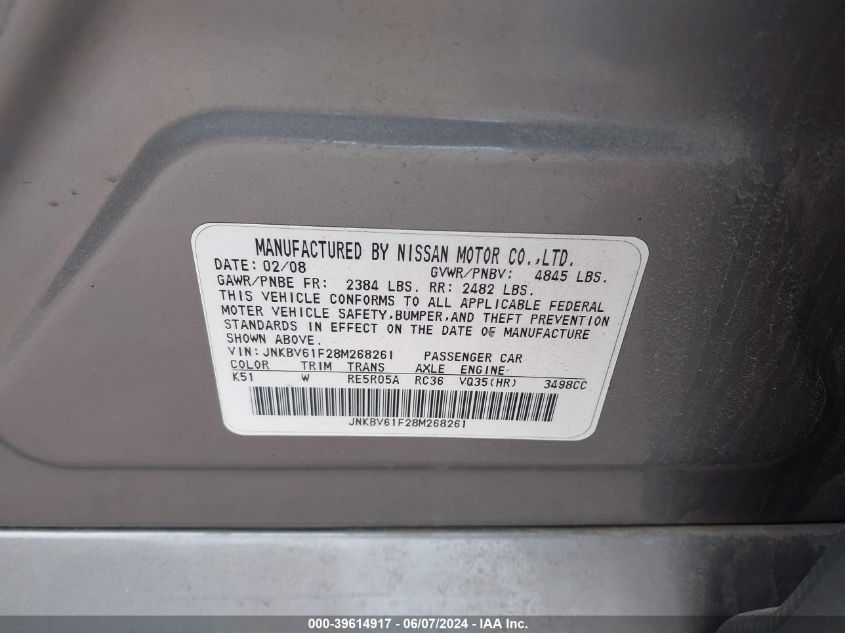 MANUFACTURED BY NISSAN MOTOR CO.,LTD.
DATE: 02/08 GVWR/PNBV: 4845 LBS.
GAWR/PNBE FR: 2384 LBS. RR: 2482 LBS.
THIS VEHICLE CONFORMS TO ALL APPLICABLE FEDERAL
MOTER VEHICLE SAFETY,BUMPER,AND THEFT PREVENTION
STANDARDS IN EFFECT ON THE DATE OF MANUFACTURE
SHOWN ABOVE.
VIN: JNKBV61F28M268261 PASSENGER CAR
COLOR TRIM TRANS AXLE ENGINE
K51 W RE5R05A RC36 VQ35(HR) 3498CC
JNKBV61F28M268261
000-39614917 - 06/07/2024 - IAA, Inc.